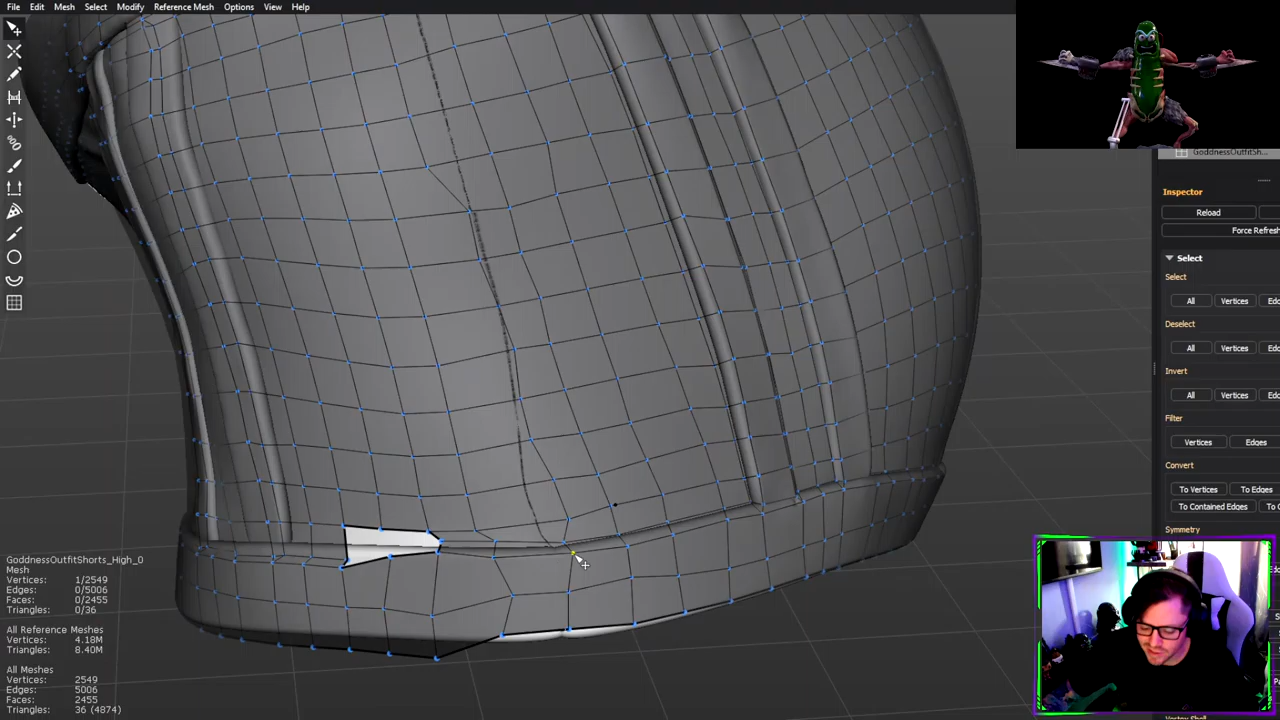 File Edit Mesh Select Modify Reference Mesh Options Help
GoddnessOutfitSh...
Inspector
Reload
Force Refresh
Select
Select
All Vertices
Deselect
All Vertices
Invert
All Vertices
Filter
Vertices Edges
Convert
To Vertices To Edges
To Contained Edges
Symmetry
GoddnessOutfitShorts_High_0
Mesh
Vertices: 1/2549
Edges: 0/5006
Faces: 0/2455
Triangles: 0/36
All Reference Meshes
Vertices: 4.18M
Triangles: 8.40M
All Meshes
Vertices: 2549
Edges: 5006
Faces: 2455
Triangles: 36 (4874)